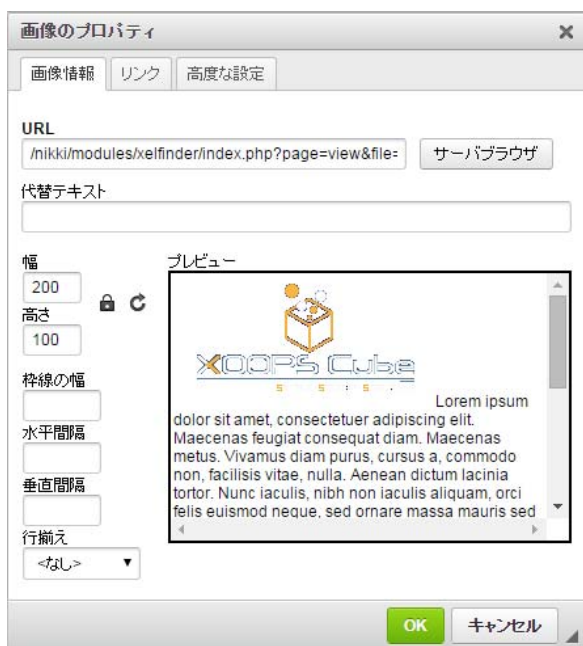 画像のプロパティ
画像情報 リンク 高度な設定
URL
/nikki/modules/xelfinder/index.php?page=view&file=
サーバブラウザ
代替テキスト
幅
200
高さ
100
枠線の幅
水平間隔
垂直間隔
行揃え
<なし>
プレビュー
XOOPS Cube
Lorem ipsum
dolor sit amet, consectetuer adipiscing elit.
Maecenas feugiat consequat diam. Maecenas
metus. Vivamus diam purus, cursus a, commodo
non, facilisis vitae, nulla. Aenean dictum lacinia
tortor. Nunc iaculis, nibh non iaculis aliquam, orci
felis euismod neque, sed ornare massa mauris sed
OK
キャンセル